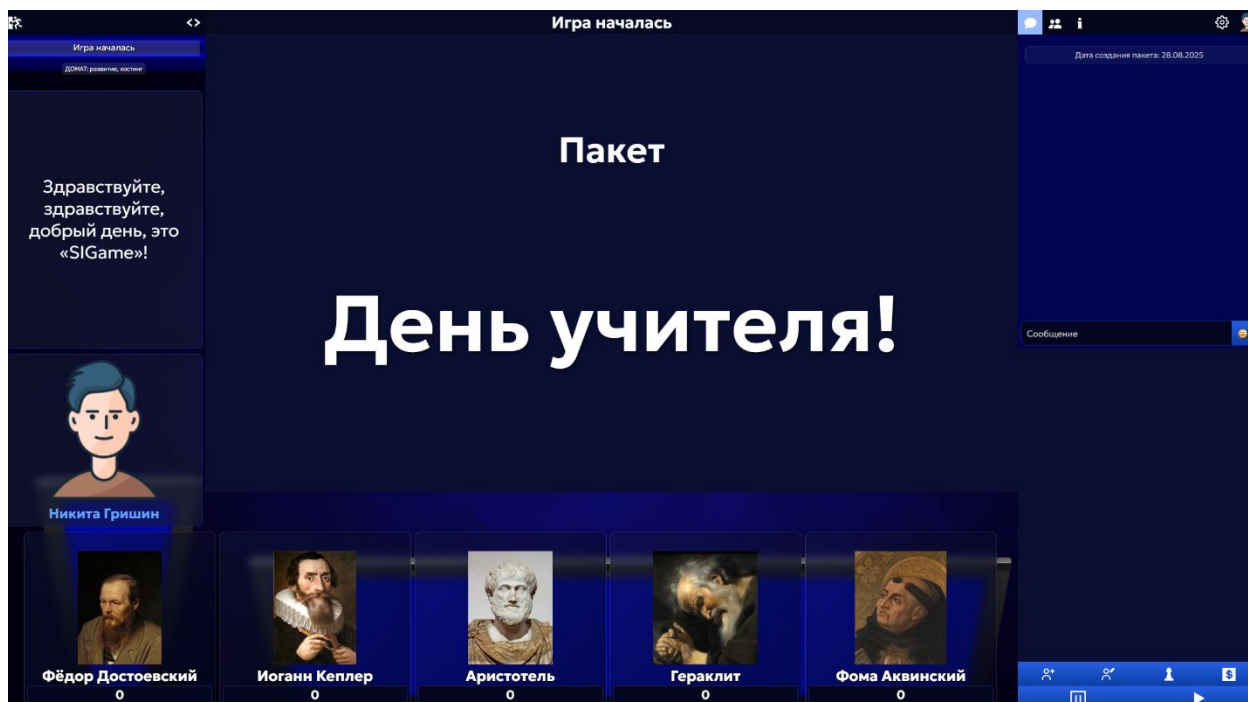 Игра началась
Игра началась
ДОНАТ: развитие, хостинг
Дата создания пакета: 28.08.2025
Здравствуйте,
здравствуйте,
добрый день, это
«SIGame»!
Пакет
День учителя!
Сообщение
Никита Гришин
Фёдор Достоевский
Иоганн Кеплер
Аристотель
Гераклит
Фома Аквинский
0
0
0
0
0